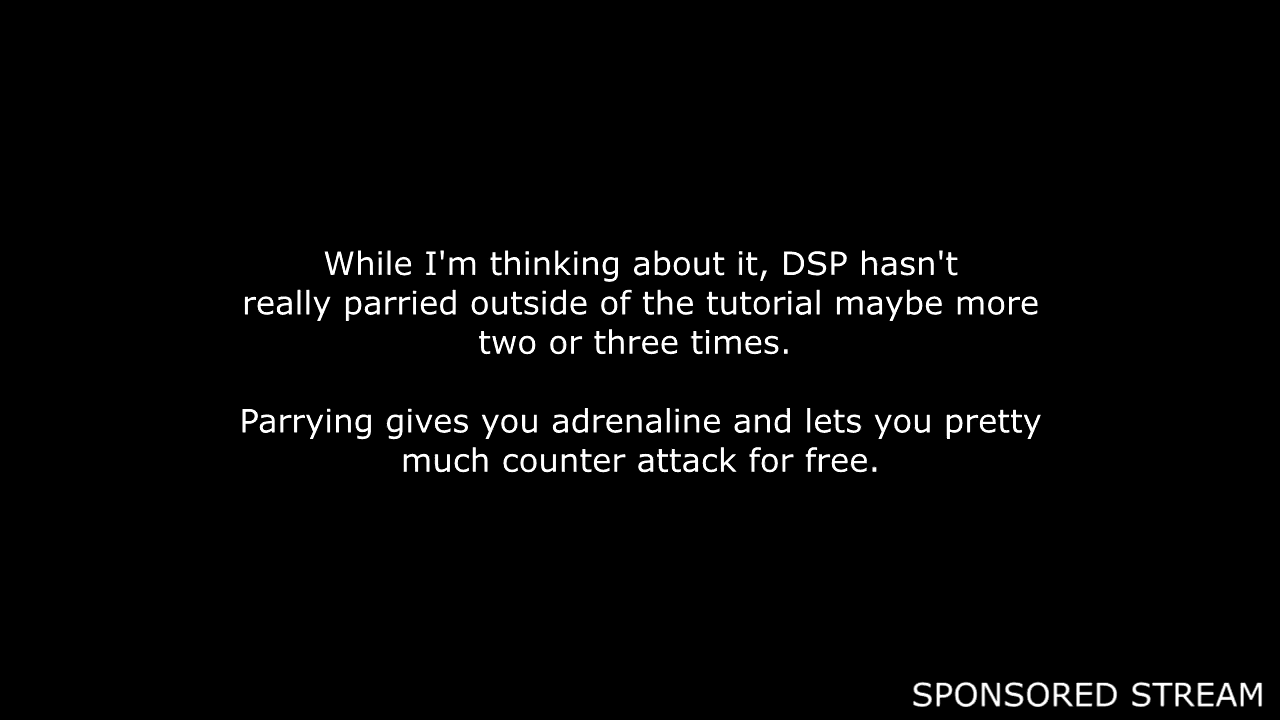 While I'm thinking about it, DSP hasn't
really parried outside of the tutorial maybe more
two or three times.
Parrying gives you adrenaline and lets you pretty
much counter attack for free.
SPONSORED STREAM